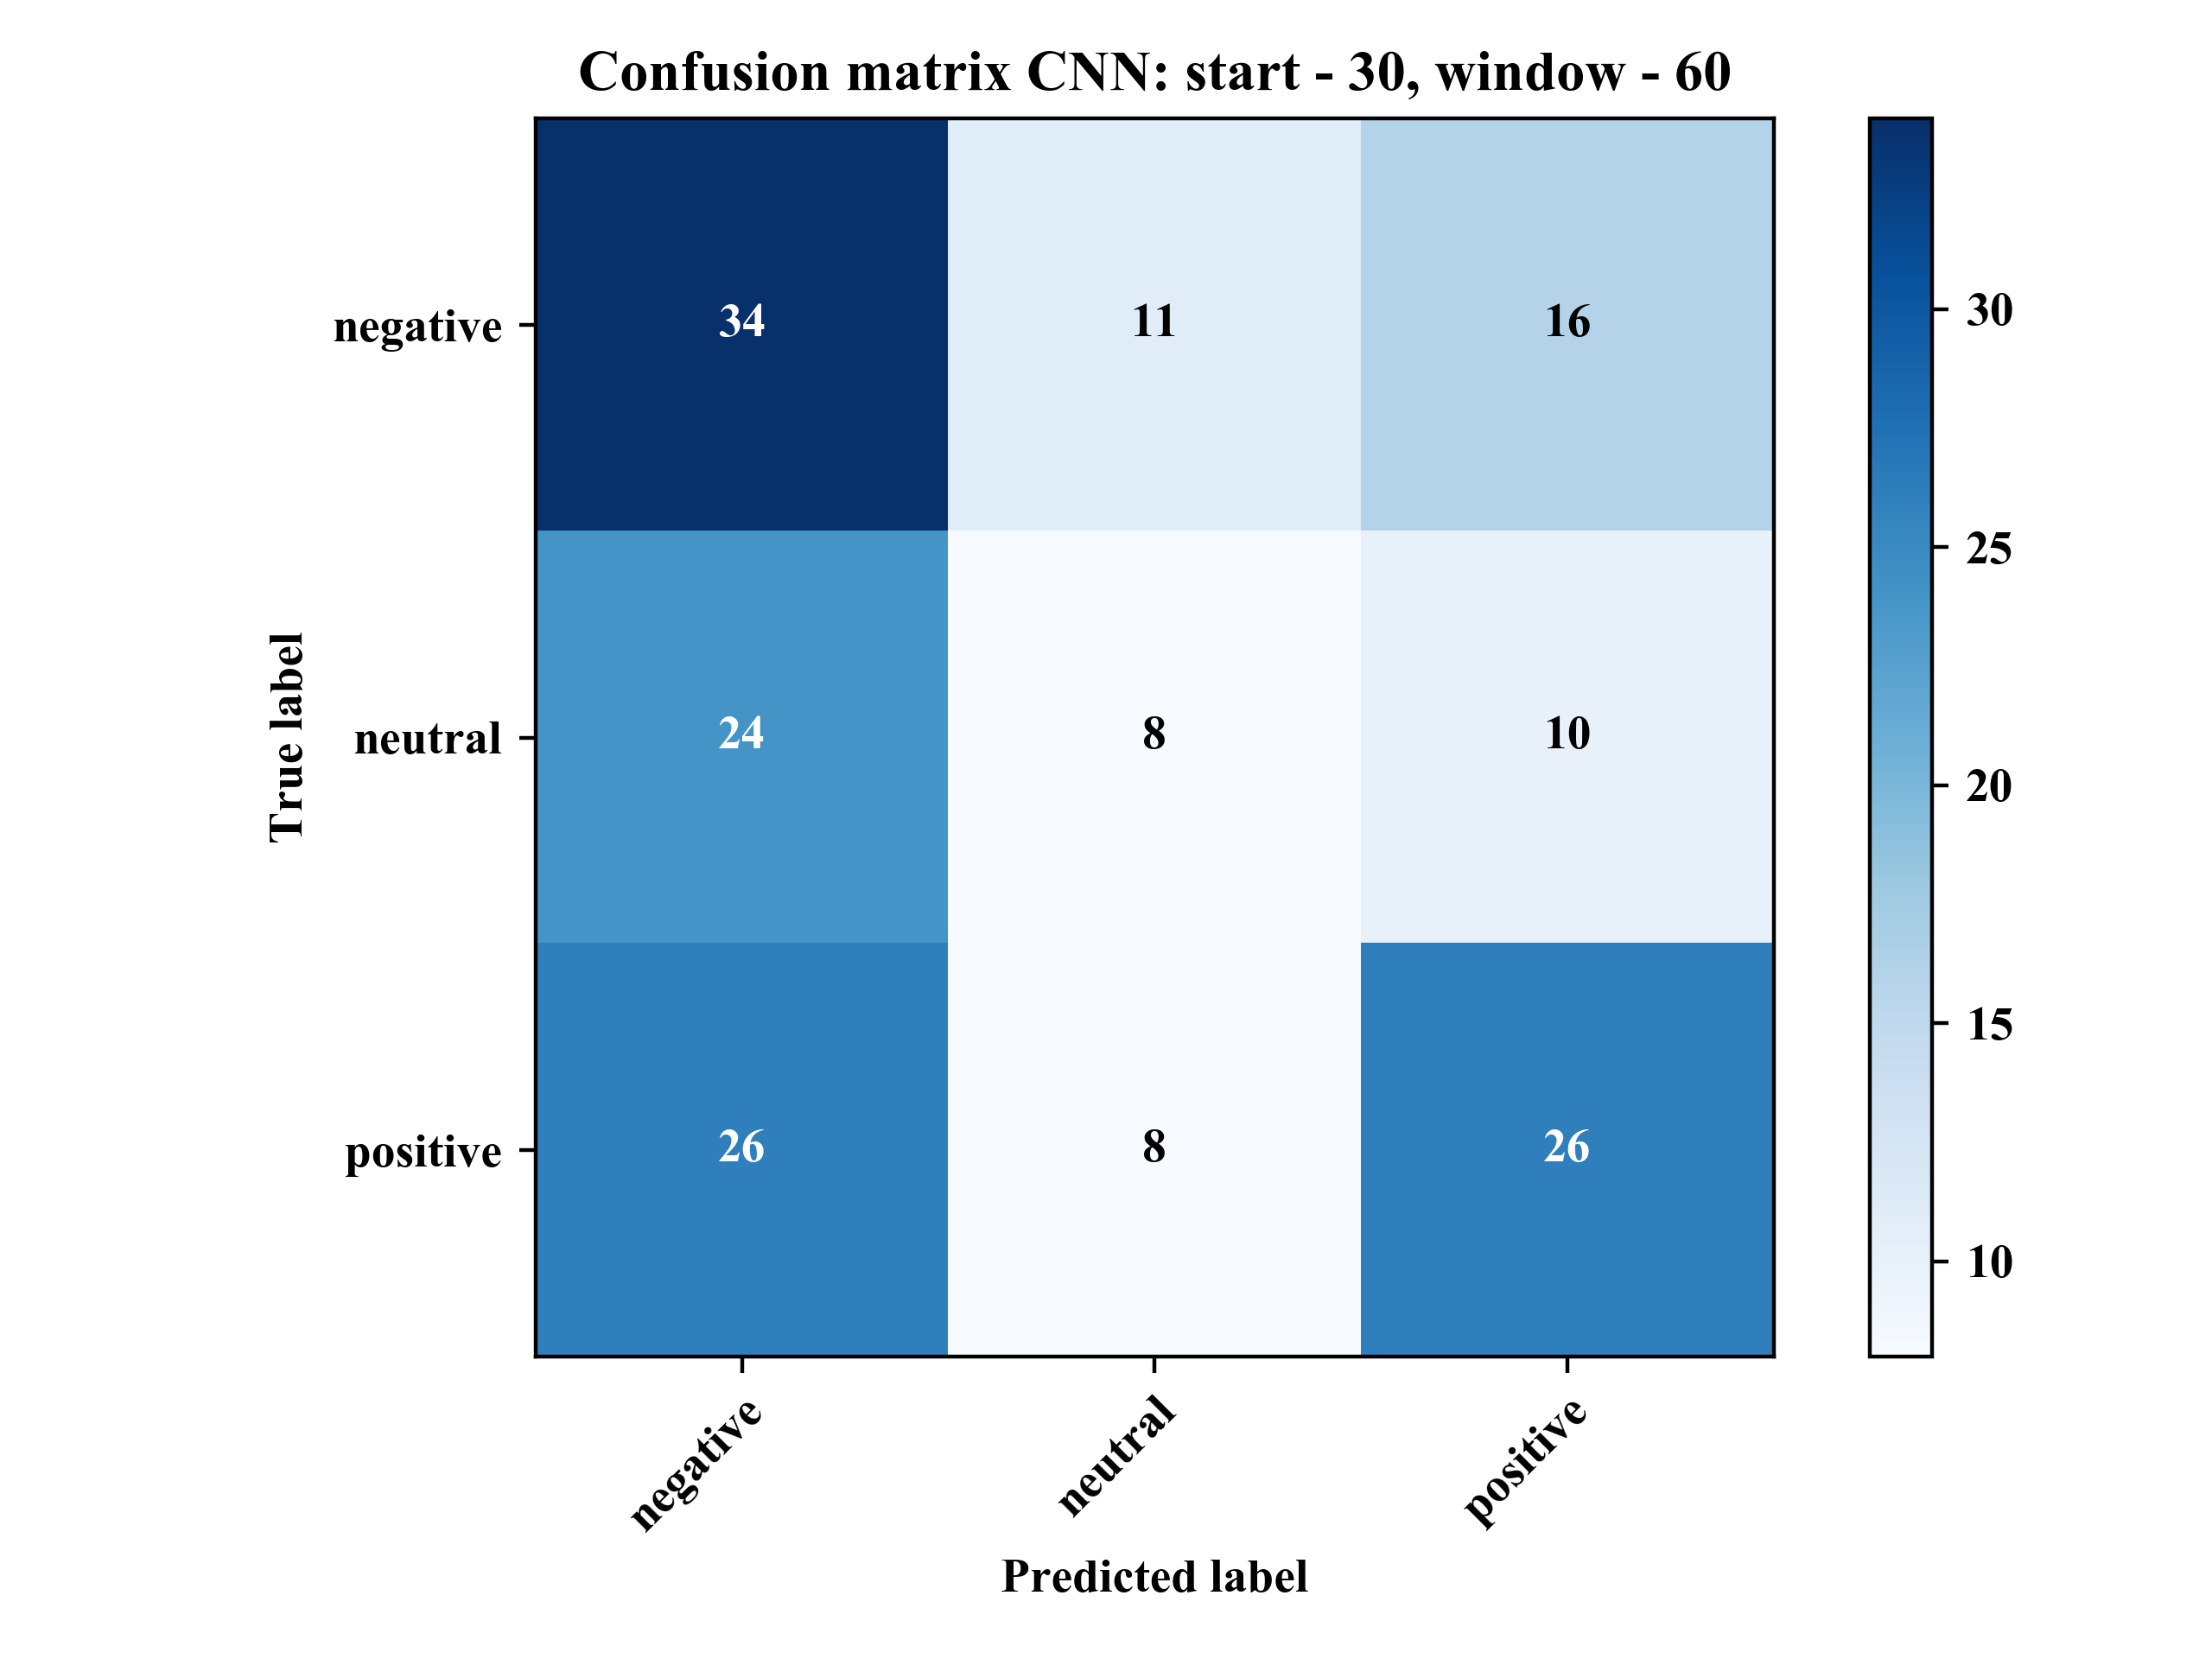 Confusion matrix CNN: start - 30, window - 60
True label
negative 34 11 16
neutral 24 8 10
positive 26 8 26
negative neutral positive
Predicted label
30
25
20
15
10